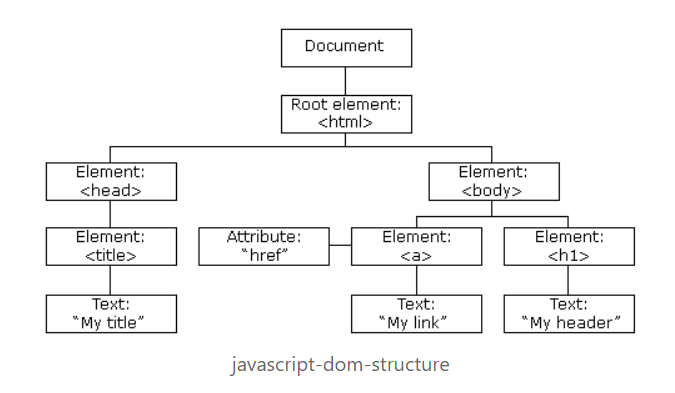 Document
Root element:
<html>
Element:
<head>
Element:
<body>
Element:
<title>
Attribute:
“href”
Element:
<a>
Element:
<h1>
Text:
“My title”
Text:
“My link”
Text:
“My header”
javascript-dom-structure